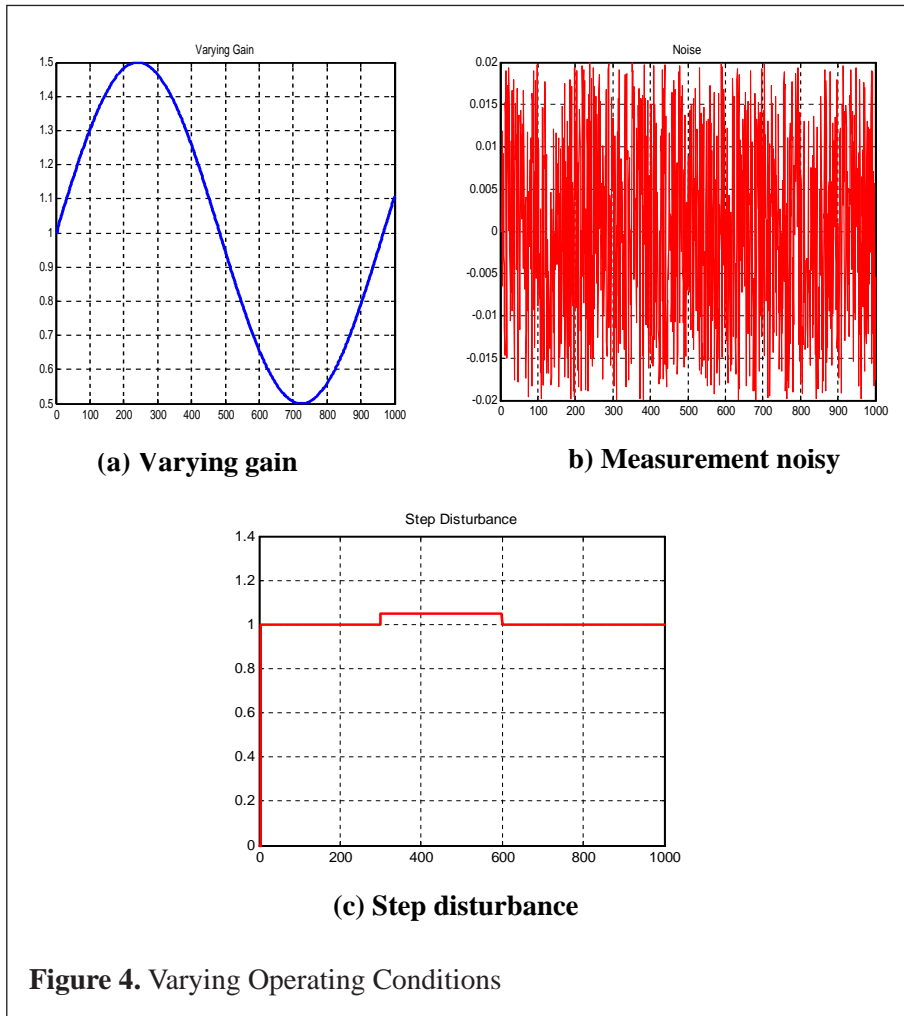 Varying Gain
1.5
1.4
1.3
1.2
1.1
1
0.9
0.8
0.7
0.6
0.5
0 100 200 300 400 500 600 700 800 900 1000
(a) Varying gain
Noise
0.02
0.015
0.01
0.005
0
-0.005
-0.01
-0.015
-0.02
0 100 200 300 400 500 600 700 800 900 1000
b) Measurement noisy
Step Disturbance
1.4
1.2
1
0.8
0.6
0.4
0.2
0
0 200 400 600 800 1000
(c) Step disturbance
Figure 4. Varying Operating Conditions